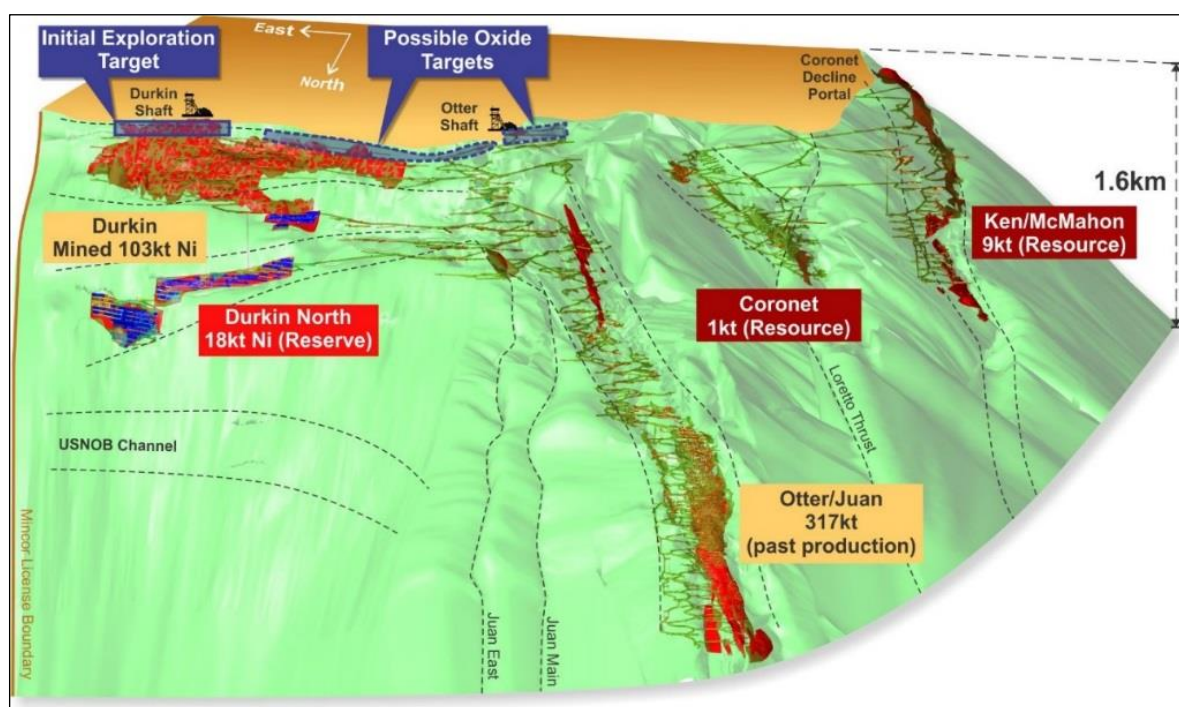 East
North
Initial Exploration
Target
Possible Oxide
Targets
Durkin
Shaft
Otter
Shaft
Coronet
Decline
Portal
1.6km
Ken/McMahon
9kt (Resource)
Durkin
Mined 103kt Ni
Coronet
1kt (Resource)
Durkin North
18kt Ni (Reserve)
Loretto Thrust
USNOB Channel
Otter/Juan
317kt
(past production)
Mincor License Boundary
Juan East
Juan Main